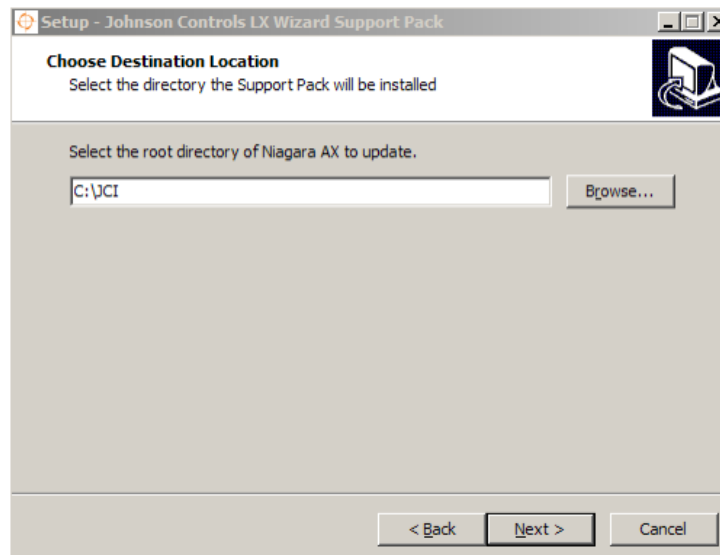 Setup - Johnson Controls LX Wizard Support Pack
Choose Destination Location
Select the directory the Support Pack will be installed
Select the root directory of Niagara AX to update.
C:\JCI
Browse...
< Back
Next >
Cancel